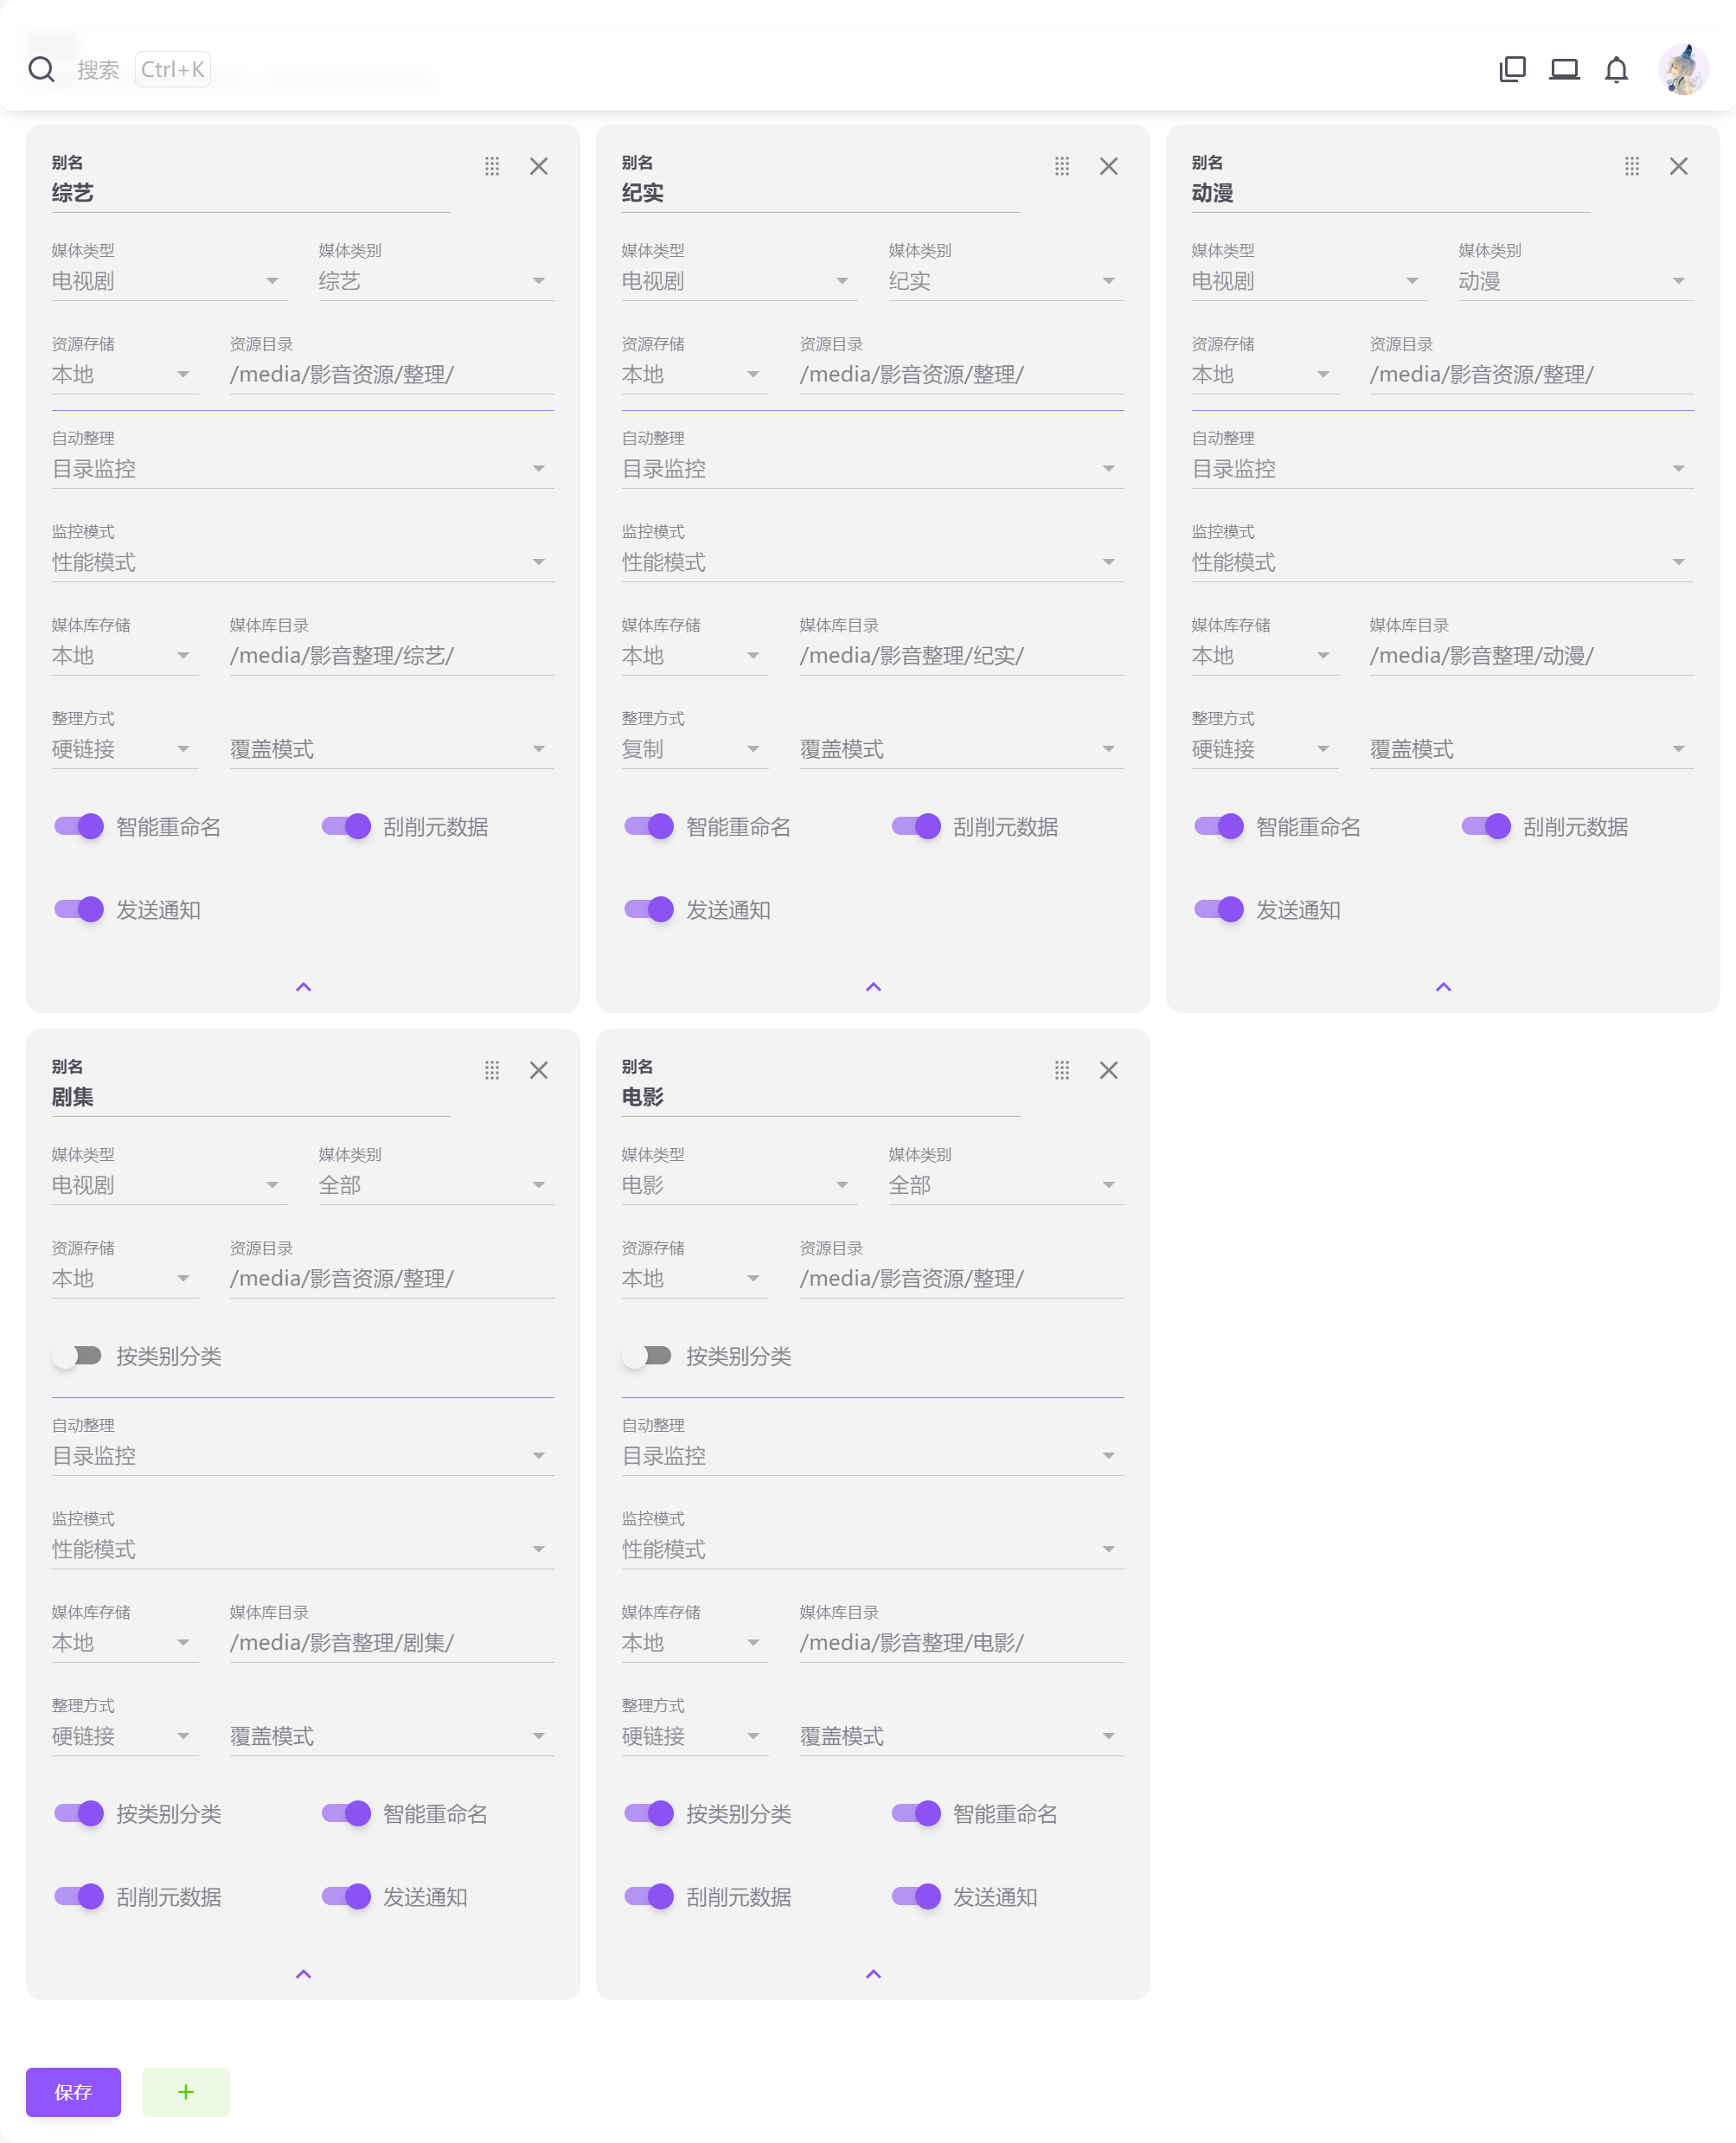 搜索 Ctrl+K
别名
综艺
媒体类型 媒体类别
电视剧 综艺
资源存储 资源目录
本地 /media/影音资源/整理/
自动整理
目录监控
监控模式
性能模式
媒体库存储 媒体库目录
本地 /media/影音整理/综艺/
整理方式
硬链接 覆盖模式
智能重命名 刮削元数据
发送通知
别名
纪实
媒体类型 媒体类别
电视剧 纪实
资源存储 资源目录
本地 /media/影音资源/整理/
自动整理
目录监控
监控模式
性能模式
媒体库存储 媒体库目录
本地 /media/影音整理/纪实/
整理方式
复制 覆盖模式
智能重命名 刮削元数据
发送通知
别名
动漫
媒体类型 媒体类别
电视剧 动漫
资源存储 资源目录
本地 /media/影音资源/整理/
自动整理
目录监控
监控模式
性能模式
媒体库存储 媒体库目录
本地 /media/影音整理/动漫/
整理方式
硬链接 覆盖模式
智能重命名 刮削元数据
发送通知
别名
剧集
媒体类型 媒体类别
电视剧 全部
资源存储 资源目录
本地 /media/影音资源/整理/
按类别分类
自动整理
目录监控
监控模式
性能模式
媒体库存储 媒体库目录
本地 /media/影音整理/剧集/
整理方式
硬链接 覆盖模式
按类别分类 智能重命名
刮削元数据 发送通知
别名
电影
媒体类型 媒体类别
电影 全部
资源存储 资源目录
本地 /media/影音资源/整理/
按类别分类
自动整理
目录监控
监控模式
性能模式
媒体库存储 媒体库目录
本地 /media/影音整理/电影/
整理方式
硬链接 覆盖模式
按类别分类 智能重命名
刮削元数据 发送通知
保存 +